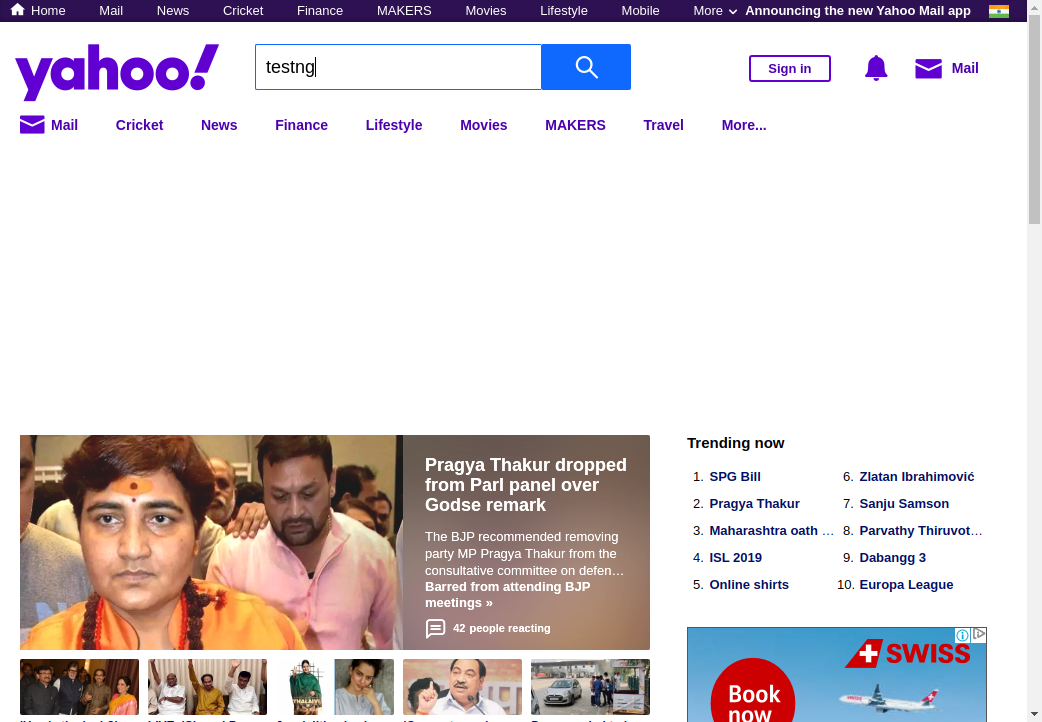 Home Mail News Cricket Finance MAKERS Movies Lifestyle Mobile More Announcing the new Yahoo Mail app
yahoo!
testng
Sign in
Mail
Mail Cricket News Finance Lifestyle Movies MAKERS Travel More...
Pragya Thakur dropped
from Parl panel over
Godse remark
The BJP recommended removing
party MP Pragya Thakur from the
consultative committee on defen…
Barred from attending BJP
meetings »
42 people reacting
Trending now
1. SPG Bill
2. Pragya Thakur
3. Maharashtra oath …
4. ISL 2019
5. Online shirts
6. Zlatan Ibrahimović
7. Sanju Samson
8. Parvathy Thiruvot…
9. Dabangg 3
10. Europa League
SWISS
Book
now